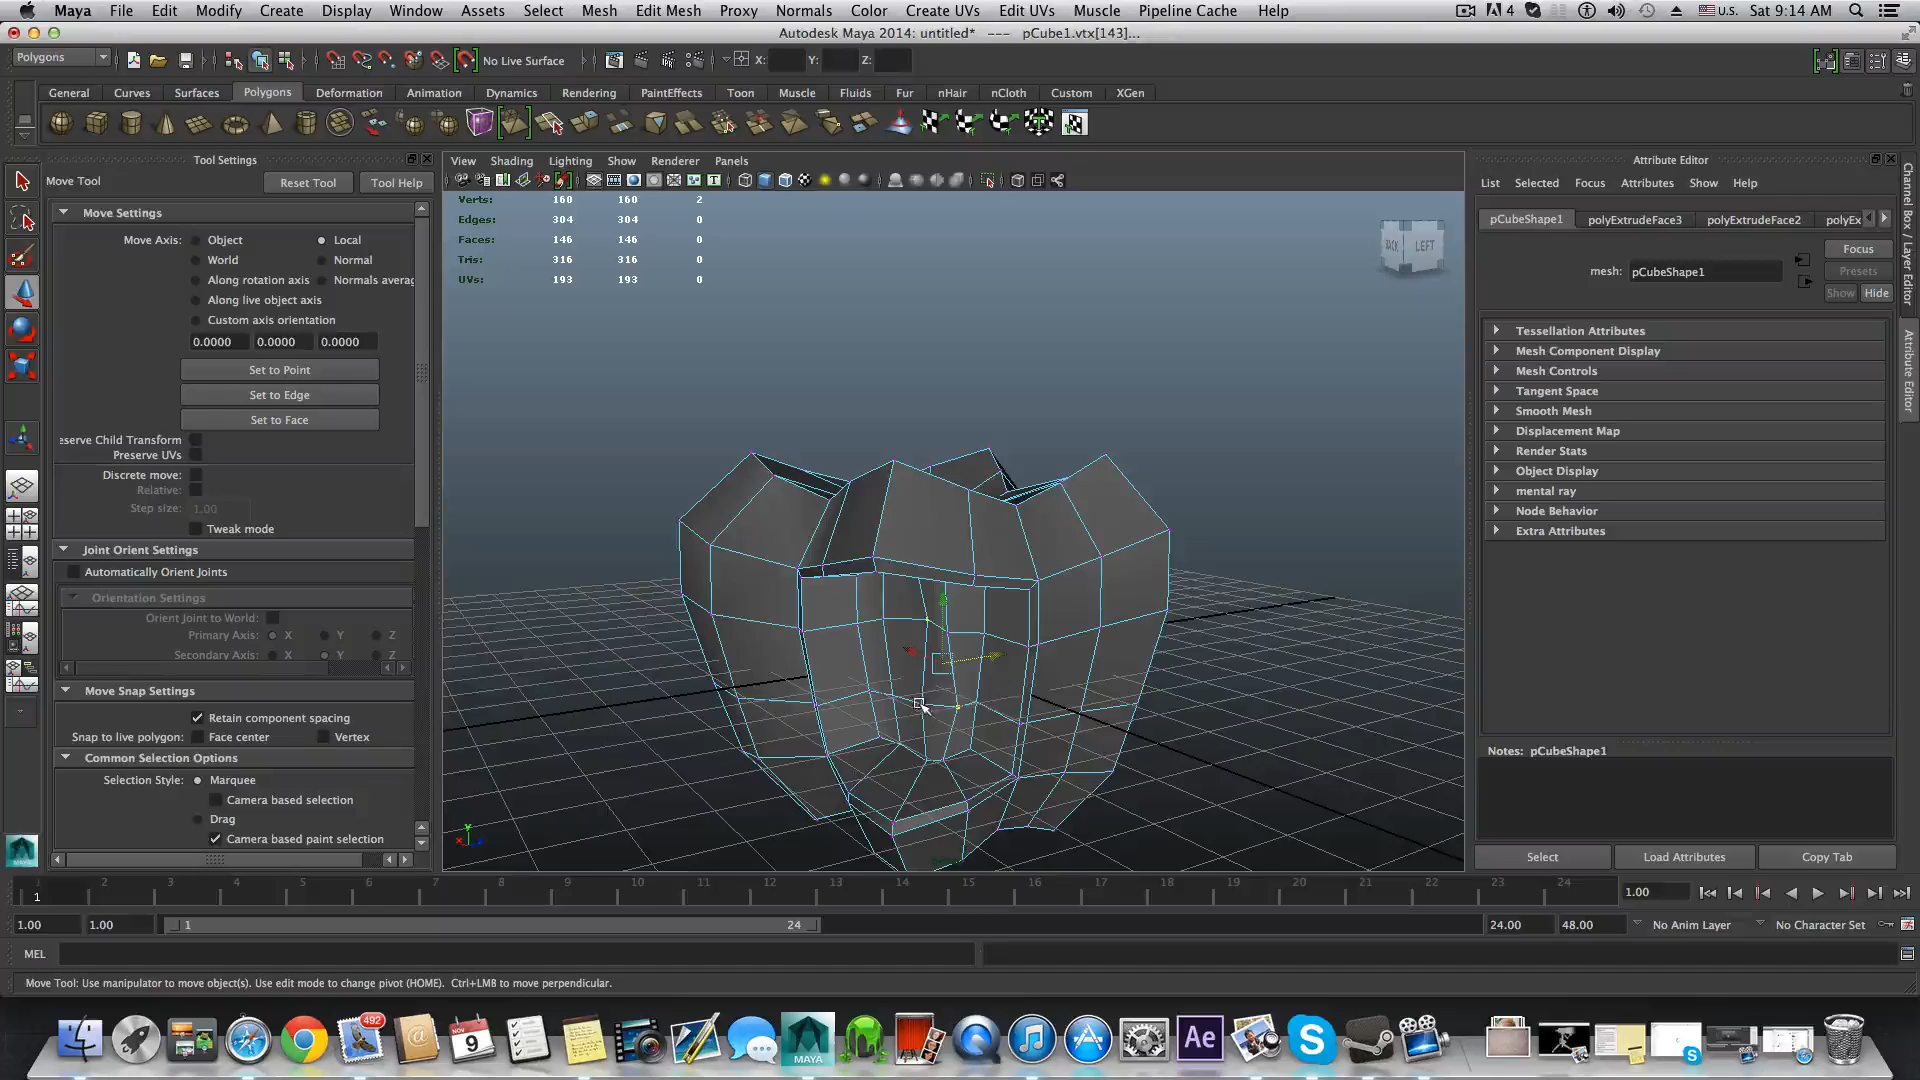 Maya File Edit Modify Create Display Window Assets Select Mesh Edit Mesh Proxy Normals Color Create UVs Edit UVs Muscle Pipeline Cache Help 4 U.S. Sat 9:14 AM
Autodesk Maya 2014: untitled* --- pCube1.vtx[143]...
Polygons No Live Surface X: Y: Z:
General Curves Surfaces Polygons Deformation Animation Dynamics Rendering PaintEffects Toon Muscle Fluids Fur nHair nCloth Custom XGen
Tool Settings
Move Tool Reset Tool Tool Help
Move Settings
Move Axis: Object Local
World Normal
Along rotation axis Normals averag
Along live object axis
Custom axis orientation
0.0000 0.0000 0.0000
Set to Point
Set to Edge
Set to Face
eserve Child Transform
Preserve UVs
Discrete move:
Relative:
Step size: 1.00
Tweak mode
Joint Orient Settings
Automatically Orient Joints
Orientation Settings
Orient Joint to World:
Primary Axis: X Y Z
Secondary Axis: X Y Z
Move Snap Settings
Retain component spacing
Snap to live polygon: Face center Vertex
Common Selection Options
Selection Style: Marquee
Camera based selection
Drag
Camera based paint selection
View Shading Lighting Show Renderer Panels
Verts: 160 160 2
Edges: 304 304 0
Faces: 146 146 0
Tris: 316 316 0
UVs: 193 193 0
BACK LEFT
y
x
Attribute Editor
List Selected Focus Attributes Show Help
pCubeShape1 polyExtrudeFace3 polyExtrudeFace2 polyEx
Focus
mesh: pCubeShape1 Presets
Show Hide
Tessellation Attributes
Mesh Component Display
Mesh Controls
Tangent Space
Smooth Mesh
Displacement Map
Render Stats
Object Display
mental ray
Node Behavior
Extra Attributes
Notes: pCubeShape1
Select Load Attributes Copy Tab
Channel Box / Layer Editor
Attribute Editor
1 2 3 4 5 6 7 8 9 10 11 12 13 14 15 16 17 18 19 20 21 22 23 24 1.00
1.00 1.00 1 24 24.00 48.00 No Anim Layer No Character Set
MEL
Move Tool: Use manipulator to move object(s). Use edit mode to change pivot (HOME). Ctrl+LMB to move perpendicular.
492 NOV 9 MAYA Ae